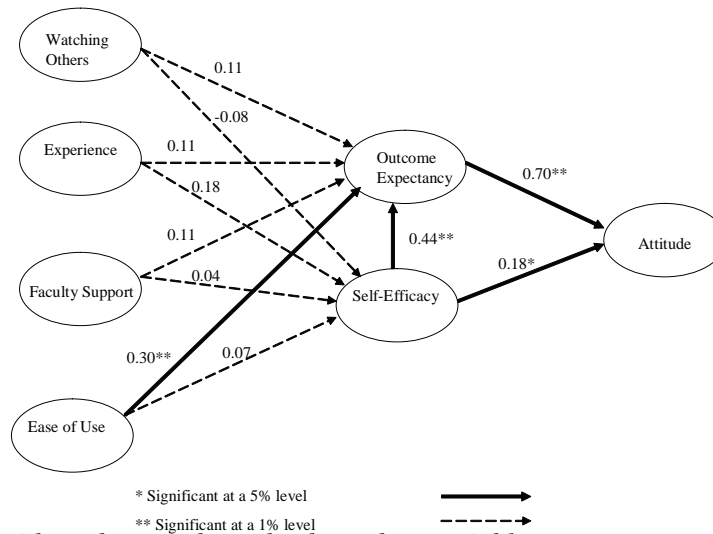 Watching
Others
0.11
-0.08
Experience
0.11
0.18
Outcome
Expectancy
0.70**
0.11
0.44**
Attitude
Faculty Support
0.04
Self-Efficacy
0.18*
0.30**
0.07
Ease of Use
* Significant at a 5% level
** Significant at a 1% level